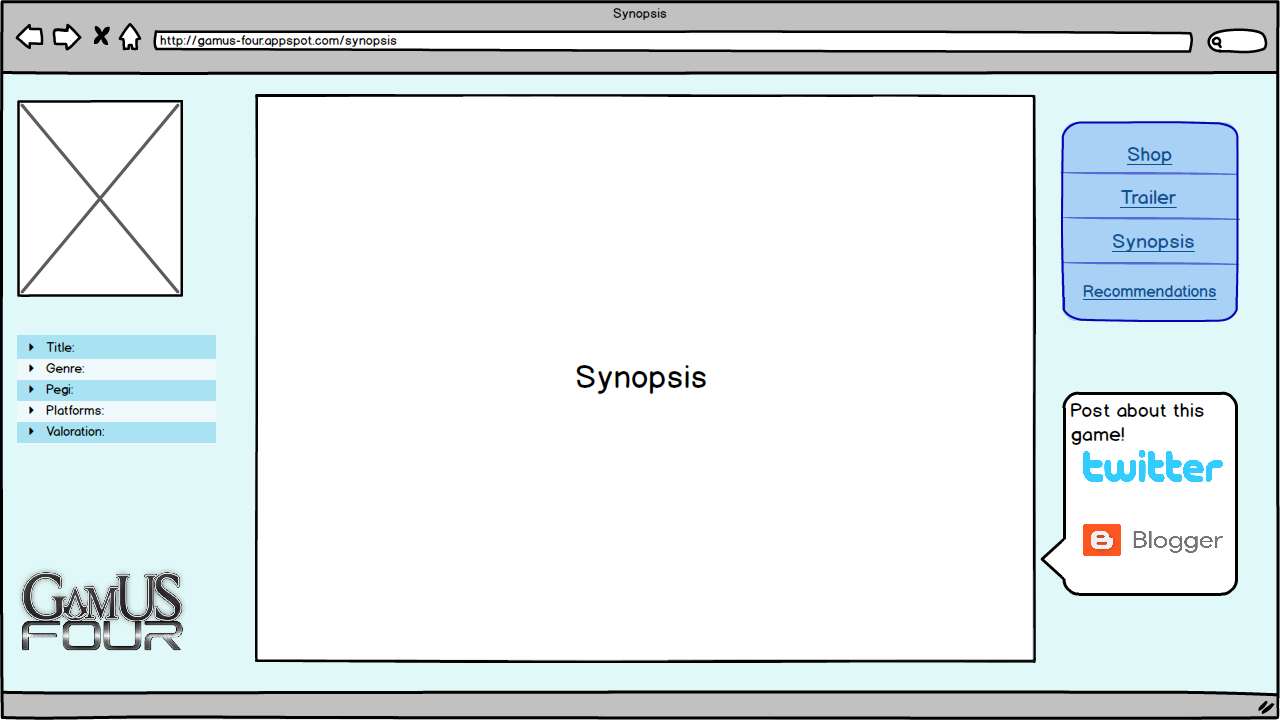 Synopsis
http://gamus-four.appspot.com/synopsis
Title:
Genre:
Pegi:
Platforms:
Valoration:
GAMUS
FOUR
Synopsis
Shop
Trailer
Synopsis
Recommendations
Post about this
game!
twitter
Blogger